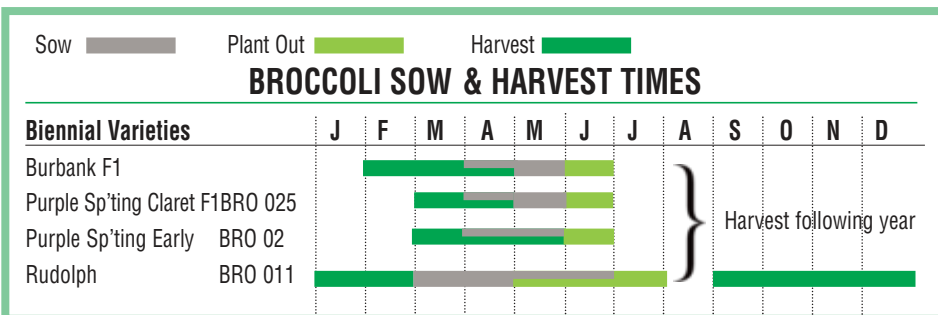 Sow Plant Out Harvest
BROCCOLI SOW & HARVEST TIMES
Biennial Varieties J F M A M J J A S O N D
Burbank F1
Purple Sp'ting Claret F1BRO 025
Harvest following year
Purple Sp'ting Early BRO 02
Rudolph BRO 011